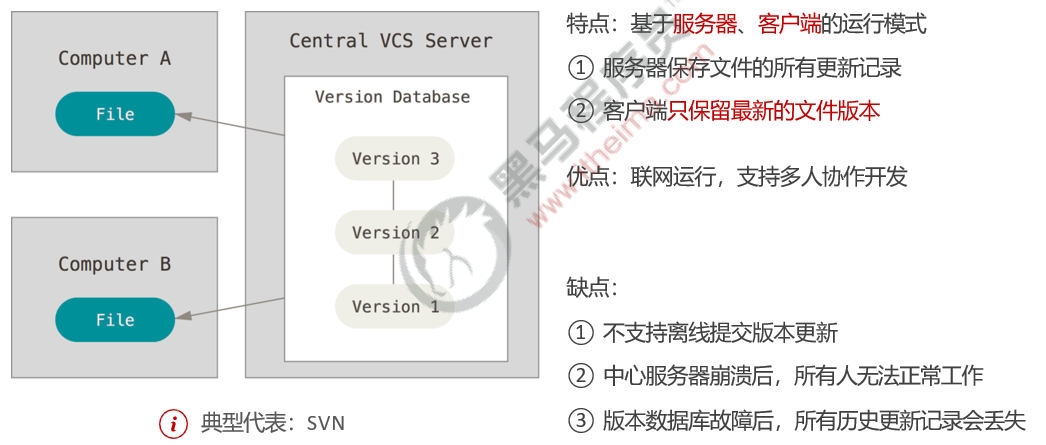 Computer A
File
Computer B
File
Central VCS Server
Version Database
Version 3
Version 2
Version 1
i 典型代表：SVN
特点：基于服务器、客户端的运行模式
① 服务器保存文件的所有更新记录
② 客户端只保留最新的文件版本
优点：联网运行，支持多人协作开发
缺点：
① 不支持离线提交版本更新
② 中心服务器崩溃后，所有人无法正常工作
③ 版本数据库故障后，所有历史更新记录会丢失
黑马程序员
www.itheima.com